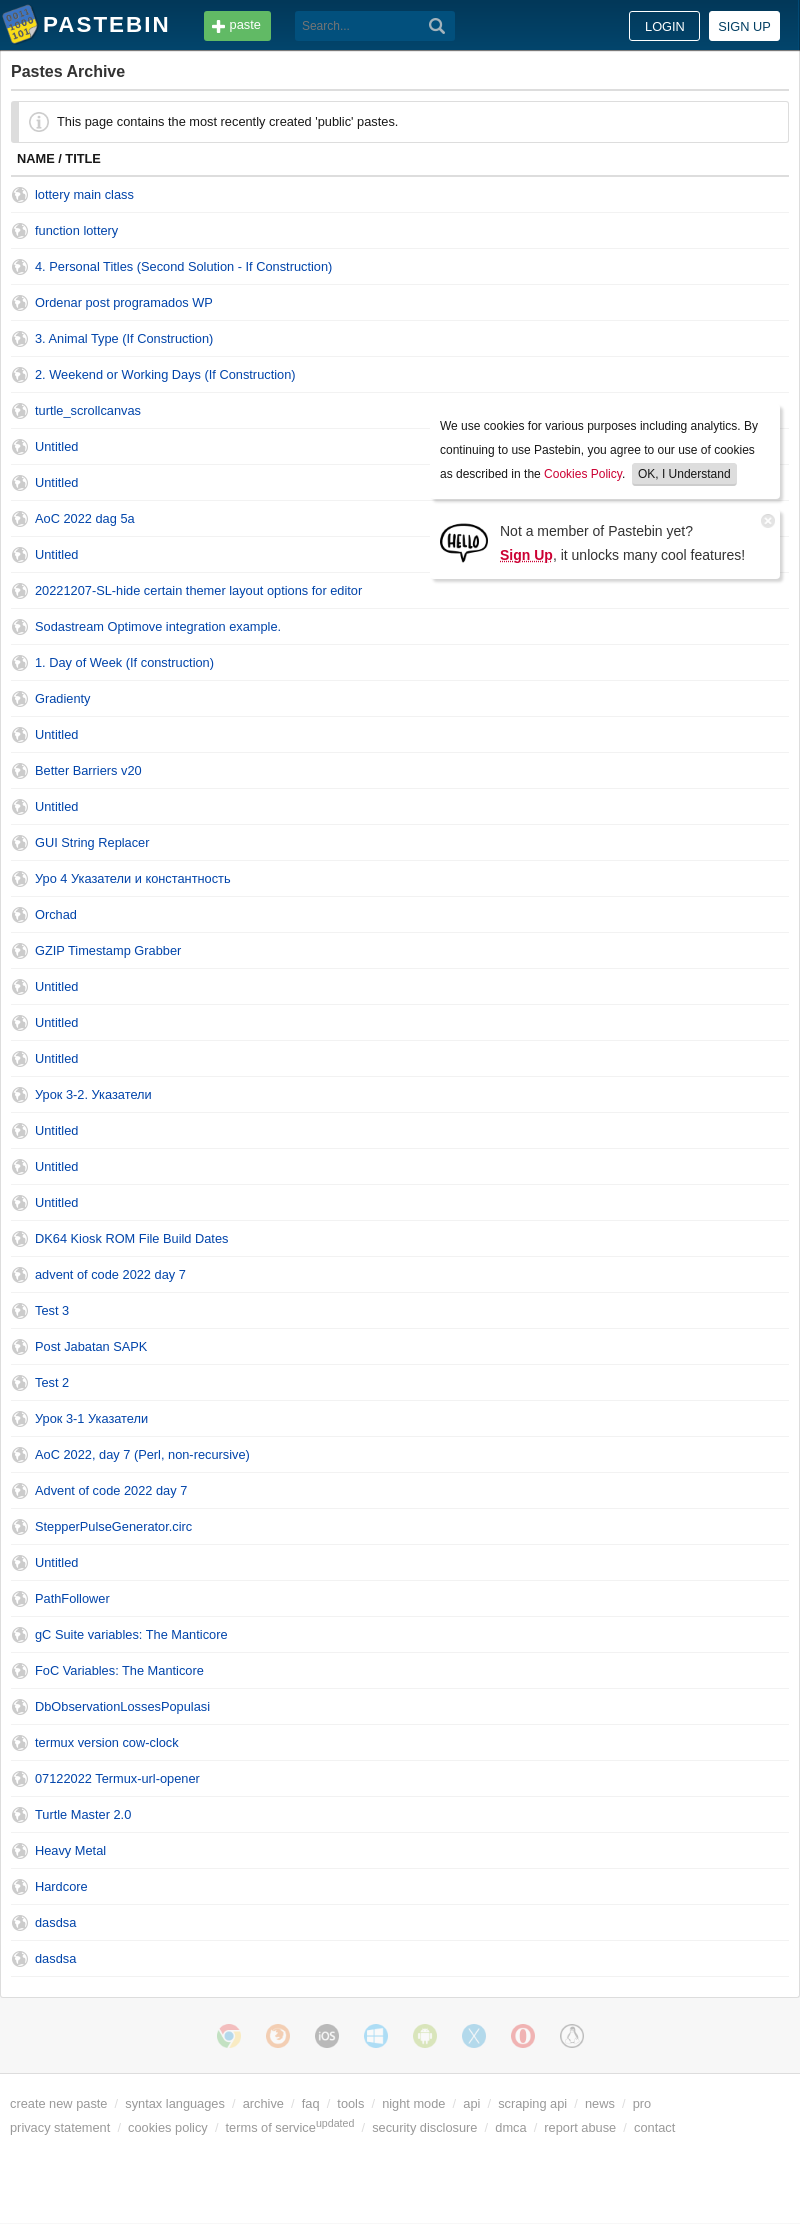 PASTEBIN
paste
Search...
LOGIN
SIGN UP
Pastes Archive
This page contains the most recently created 'public' pastes.
NAME / TITLE
lottery main class
function lottery
4. Personal Titles (Second Solution - If Construction)
Ordenar post programados WP
3. Animal Type (If Construction)
2. Weekend or Working Days (If Construction)
turtle_scrollcanvas
Untitled
Untitled
AoC 2022 dag 5a
Untitled
We use cookies for various purposes including analytics. By
continuing to use Pastebin, you agree to our use of cookies
as described in the Cookies Policy. OK, I Understand
HELLO
Not a member of Pastebin yet?
Sign Up, it unlocks many cool features!
20221207-SL-hide certain themer layout options for editor
Sodastream Optimove integration example.
1. Day of Week (If construction)
Gradienty
Untitled
Better Barriers v20
Untitled
GUI String Replacer
Уро 4 Указатели и константность
Orchad
GZIP Timestamp Grabber
Untitled
Untitled
Untitled
Урок 3-2. Указатели
Untitled
Untitled
Untitled
DK64 Kiosk ROM File Build Dates
advent of code 2022 day 7
Test 3
Post Jabatan SAPK
Test 2
Урок 3-1 Указатели
AoC 2022, day 7 (Perl, non-recursive)
Advent of code 2022 day 7
StepperPulseGenerator.circ
Untitled
PathFollower
gC Suite variables: The Manticore
FoC Variables: The Manticore
DbObservationLossesPopulasi
termux version cow-clock
07122022 Termux-url-opener
Turtle Master 2.0
Heavy Metal
Hardcore
dasdsa
dasdsa
iOS
create new paste / syntax languages / archive / faq / tools / night mode / api / scraping api / news / pro
privacy statement / cookies policy / terms of service updated / security disclosure / dmca / report abuse / contact